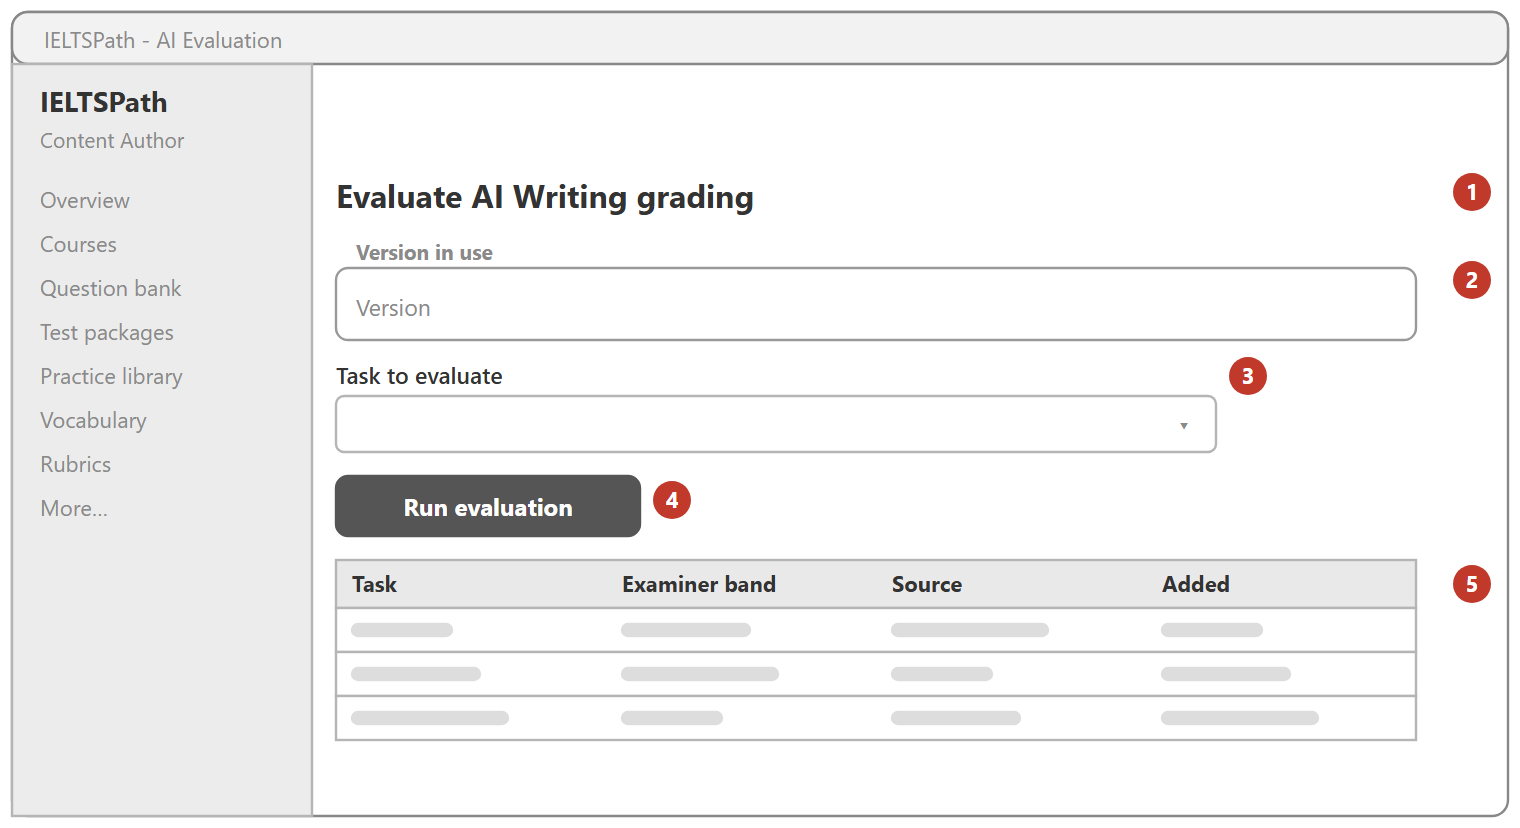 IELTSPath - AI Evaluation
IELTSPath
Content Author
Overview
Courses
Question bank
Test packages
Practice library
Vocabulary
Rubrics
More...
Evaluate AI Writing grading
1
Version in use
2
Version
Task to evaluate
3
Run evaluation
4
Task Examiner band Source Added
5